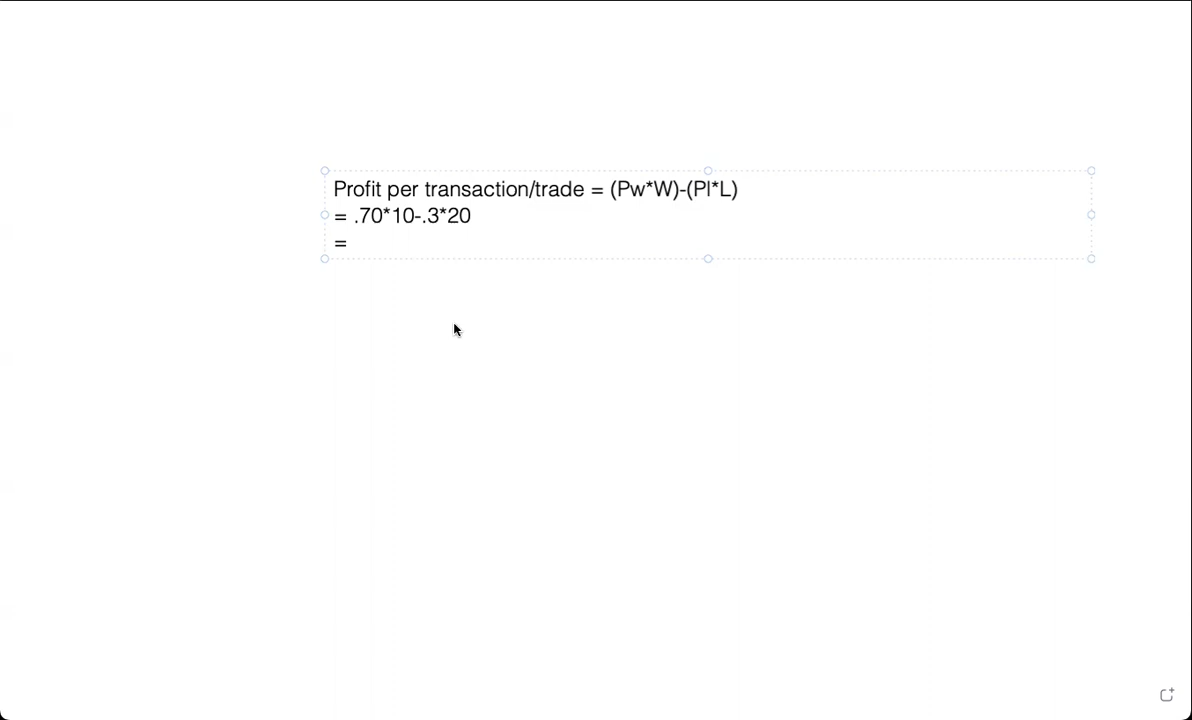 Profit per transaction/trade = (Pw*W)-(Pl*L)
= .70*10-.3*20
=